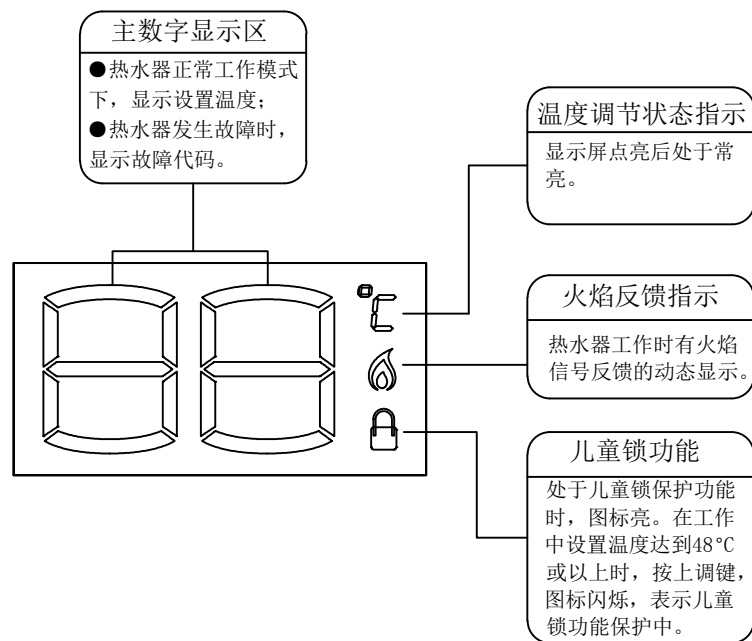 主数字显示区
●热水器正常工作模式
下，显示设置温度；
●热水器发生故障时，
显示故障代码。
温度调节状态指示
显示屏点亮后处于常
亮。
℃
火焰反馈指示
热水器工作时有火焰
信号反馈的动态显示。
儿童锁功能
处于儿童锁保护功能
时，图标亮。在工作
中设置温度达到48℃
或以上时，按上调键，
图标闪烁，表示儿童
锁功能保护中。